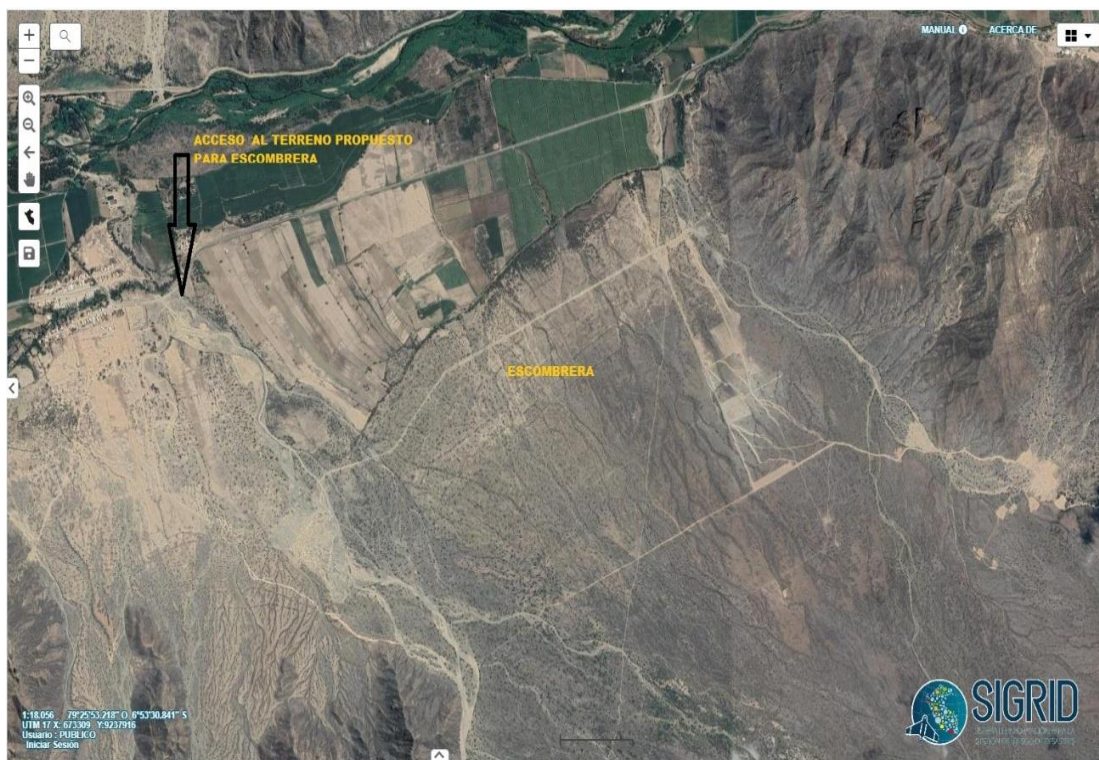 MANUAL ACERCA DE
ACCESO AL TERRENO PROPUESTO
PARA ESCOMBRERA
ESCOMBRERA
1:18.056 79°25'53.218" O 6°53'30.841" S
UTM 17 X: 673309 Y:9237916
Usuario : PUBLICO
Iniciar Sesión
SIGRID